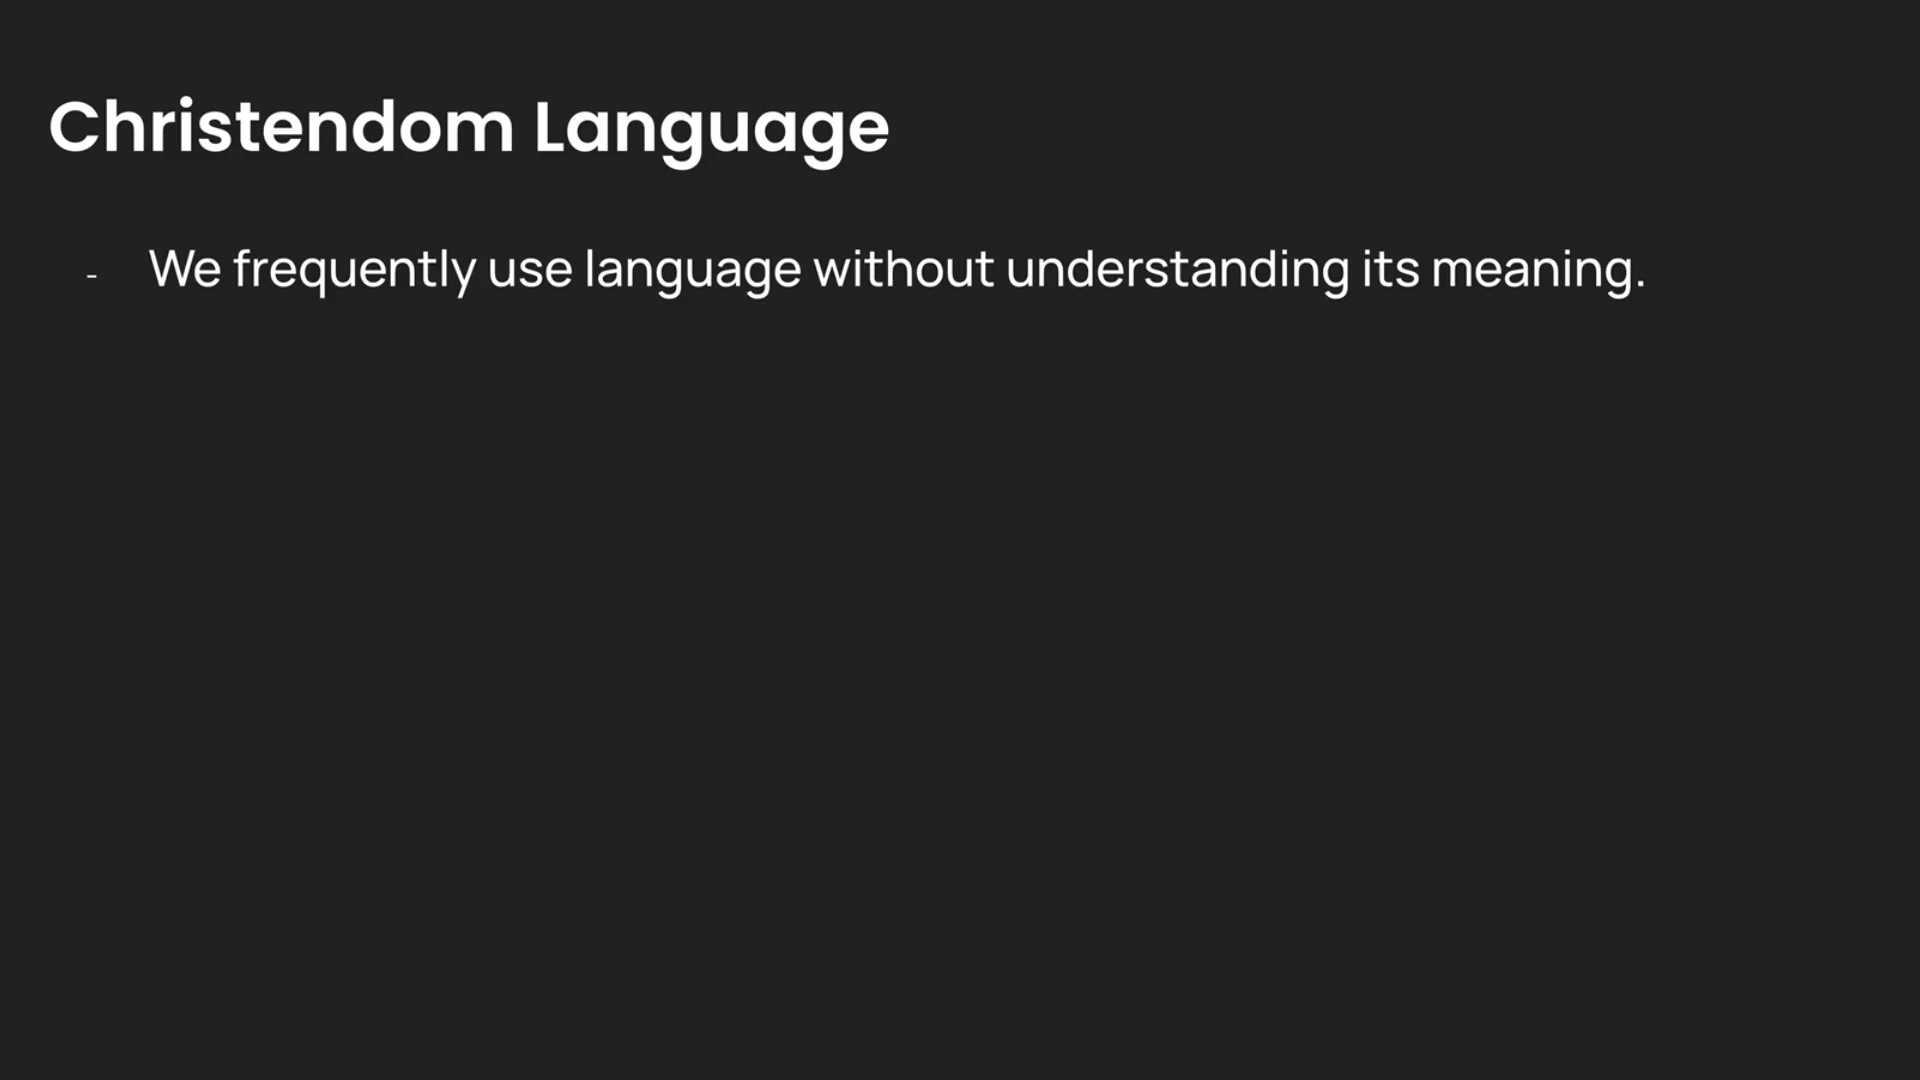 Christendom Language
- We frequently use language without understanding its meaning.